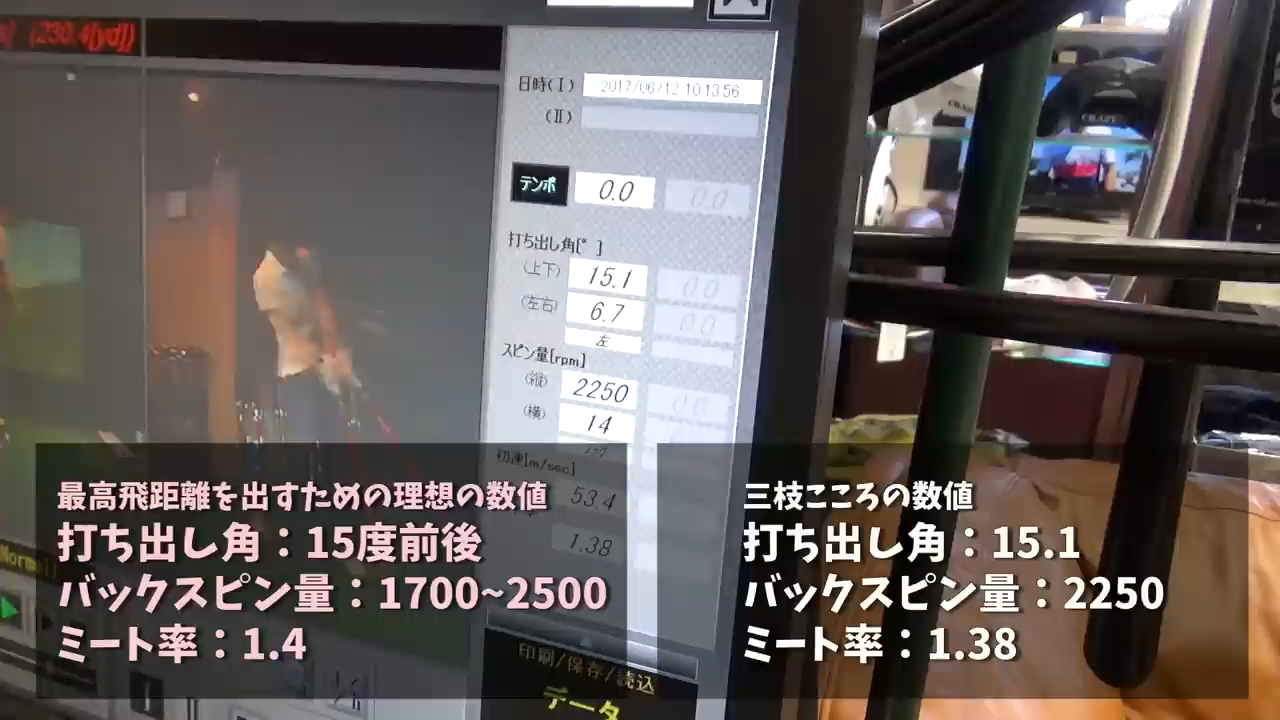 (230.4(yd))
日時(Ⅰ) 2017/06/12 10:13:56
(Ⅱ)
テンポ 0.0 0.0
打ち出し角[°]
(上下) 15.1 0.0
(左右) 6.7 0.0
左
スピン量[rpm]
(縦) 2250 0.0
(横) 14
初速[m/sec]
53.4
1.38
Normal
印刷/保存/読込
データ
CRAZY
最高飛距離を出すための理想の数値
打ち出し角：15度前後
バックスピン量：1700~2500
ミート率：1.4
三枝こころの数値
打ち出し角：15.1
バックスピン量：2250
ミート率：1.38